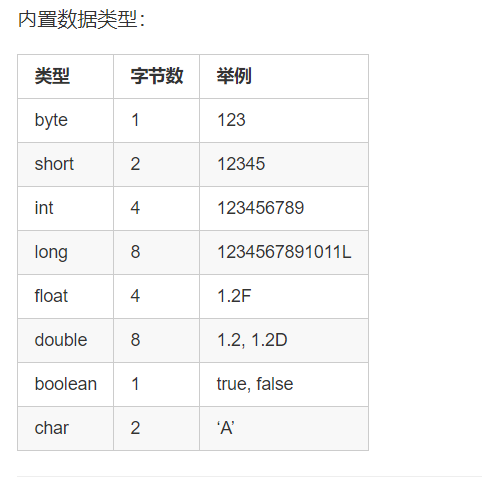 内置数据类型：
类型 字节数 举例
byte 1 123
short 2 12345
int 4 123456789
long 8 1234567891011L
float 4 1.2F
double 8 1.2, 1.2D
boolean 1 true, false
char 2 ‘A’